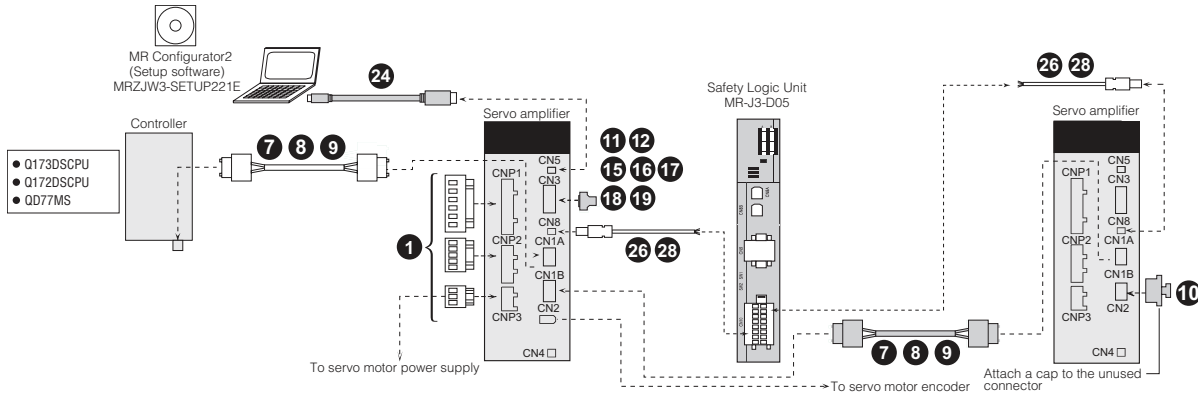 MR Configurator2
(Setup software)
MRZJW3-SETUP221E
24
Controller
● Q173DSCPU
● Q172DSCPU
● QD77MS
7 8 9
1
Servo amplifier
CNP1
CNP2
CNP3
CN5
CN3
CN8
CN1A
CN1B
CN2
CN4
11 12
15 16 17
18 19
26 28
To servo motor power supply
Safety Logic Unit
MR-J3-D05
To servo motor encoder
7 8 9
26 28
Servo amplifier
CNP1
CNP2
CNP3
CN5
CN3
CN8
CN1A
CN1B
CN2
CN4
10
Attach a cap to the unused
connector